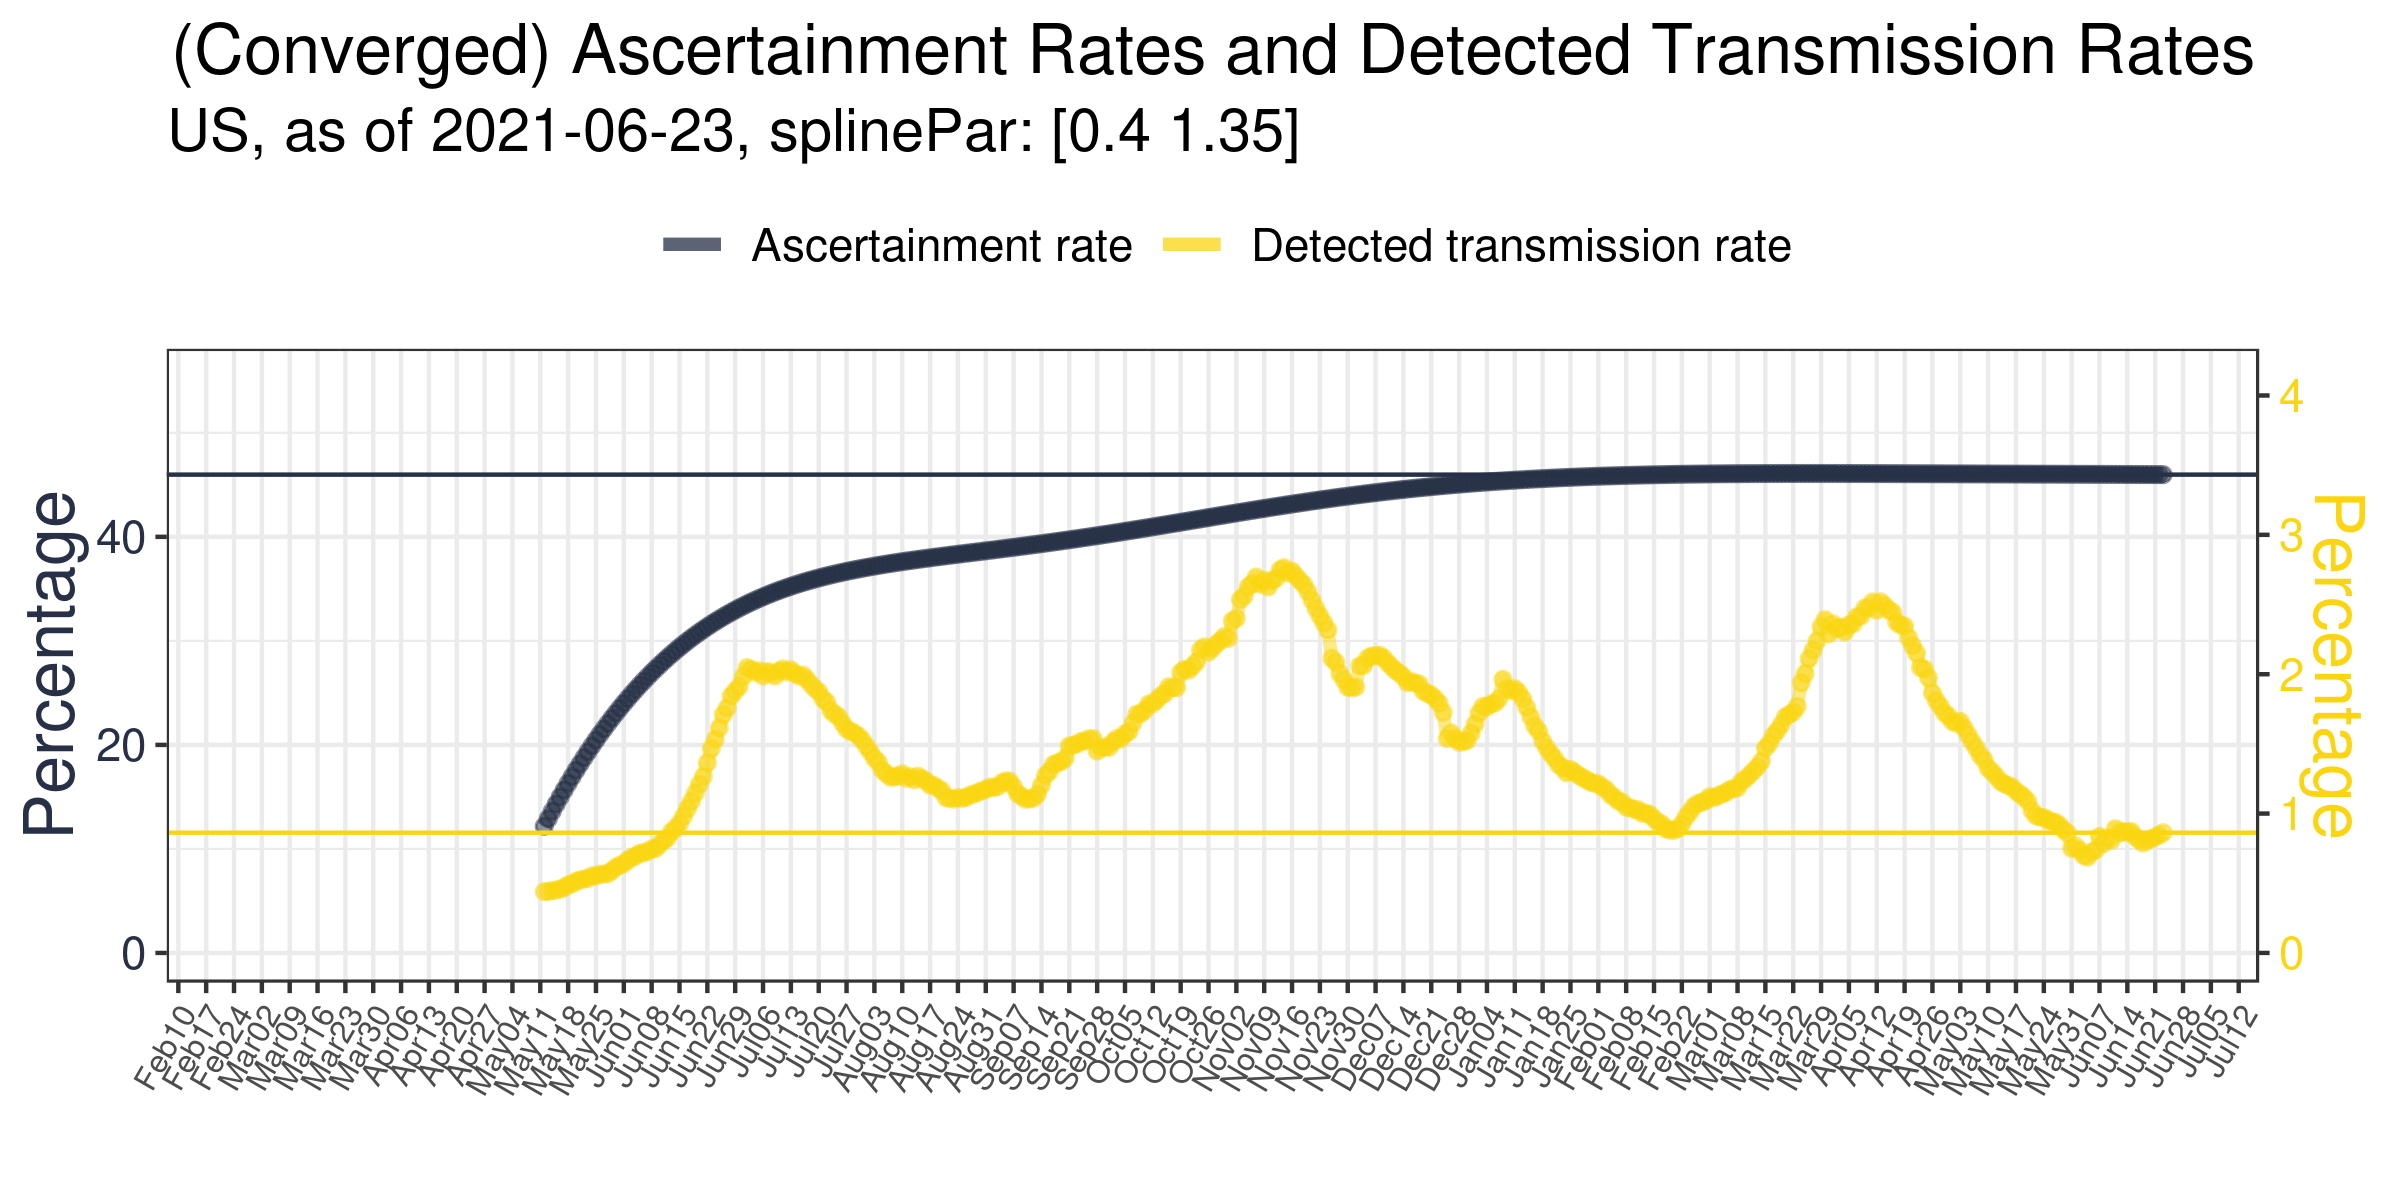 (Converged) Ascertainment Rates and Detected Transmission Rates
US, as of 2021-06-23, splinePar: [0.4 1.35]
Ascertainment rate
Detected transmission rate
Percentage
40
20
0
4
3
2
1
0
Percentage
Feb10
Feb17
Feb24
Mar02
Mar09
Mar16
Mar23
Mar30
Apr06
Apr13
Apr20
Apr27
May04
May11
May18
May25
Jun01
Jun08
Jun15
Jun22
Jun29
Jul06
Jul13
Jul20
Jul27
Aug03
Aug10
Aug17
Aug24
Aug31
Sep07
Sep14
Sep21
Sep28
Oct05
Oct12
Oct19
Oct26
Nov02
Nov09
Nov16
Nov23
Nov30
Dec07
Dec14
Dec21
Dec28
Jan04
Jan11
Jan18
Jan25
Feb01
Feb08
Feb15
Feb22
Mar01
Mar08
Mar15
Mar22
Mar29
Apr05
Apr12
Apr19
Apr26
May03
May10
May17
May24
May31
Jun07
Jun14
Jun21
Jun28
Jul05
Jul12